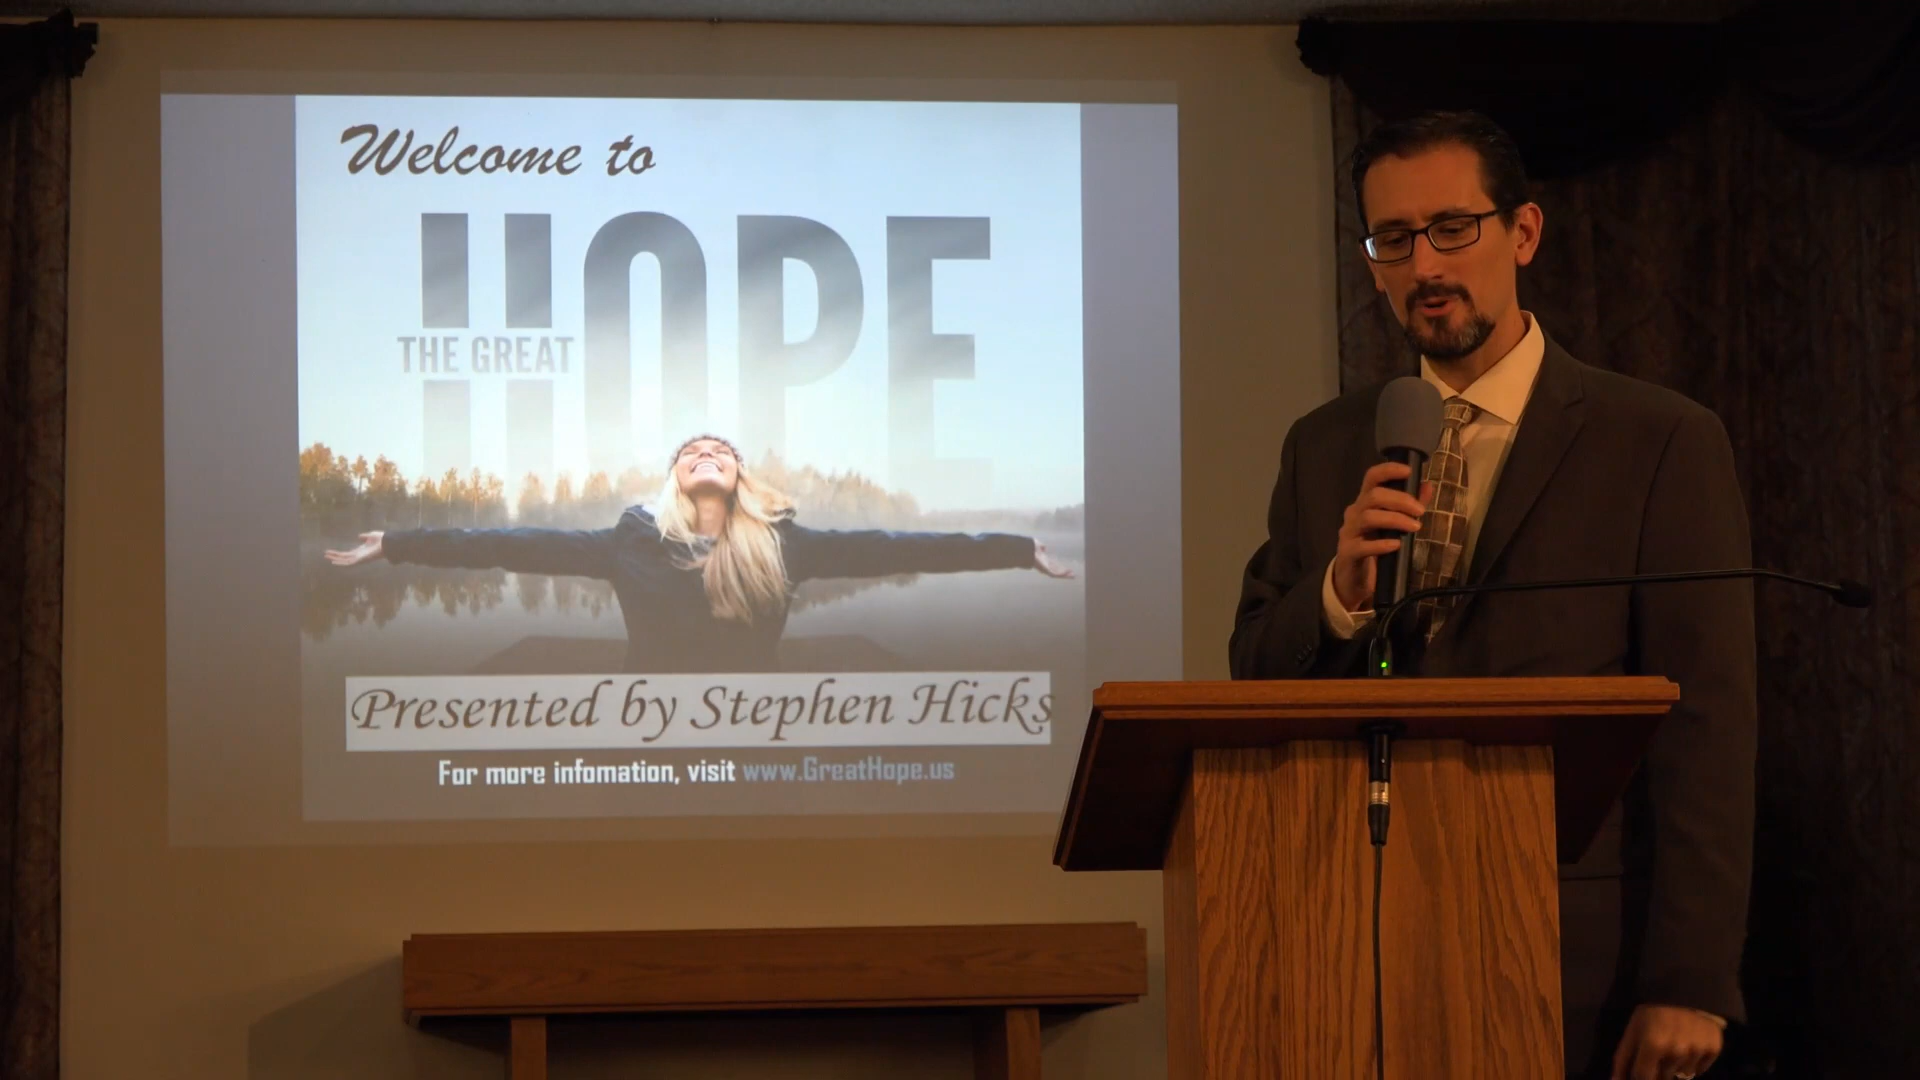 Welcome to
HOPE
THE GREAT
Presented by Stephen Hicks
For more infomation, visit www.GreatHope.us